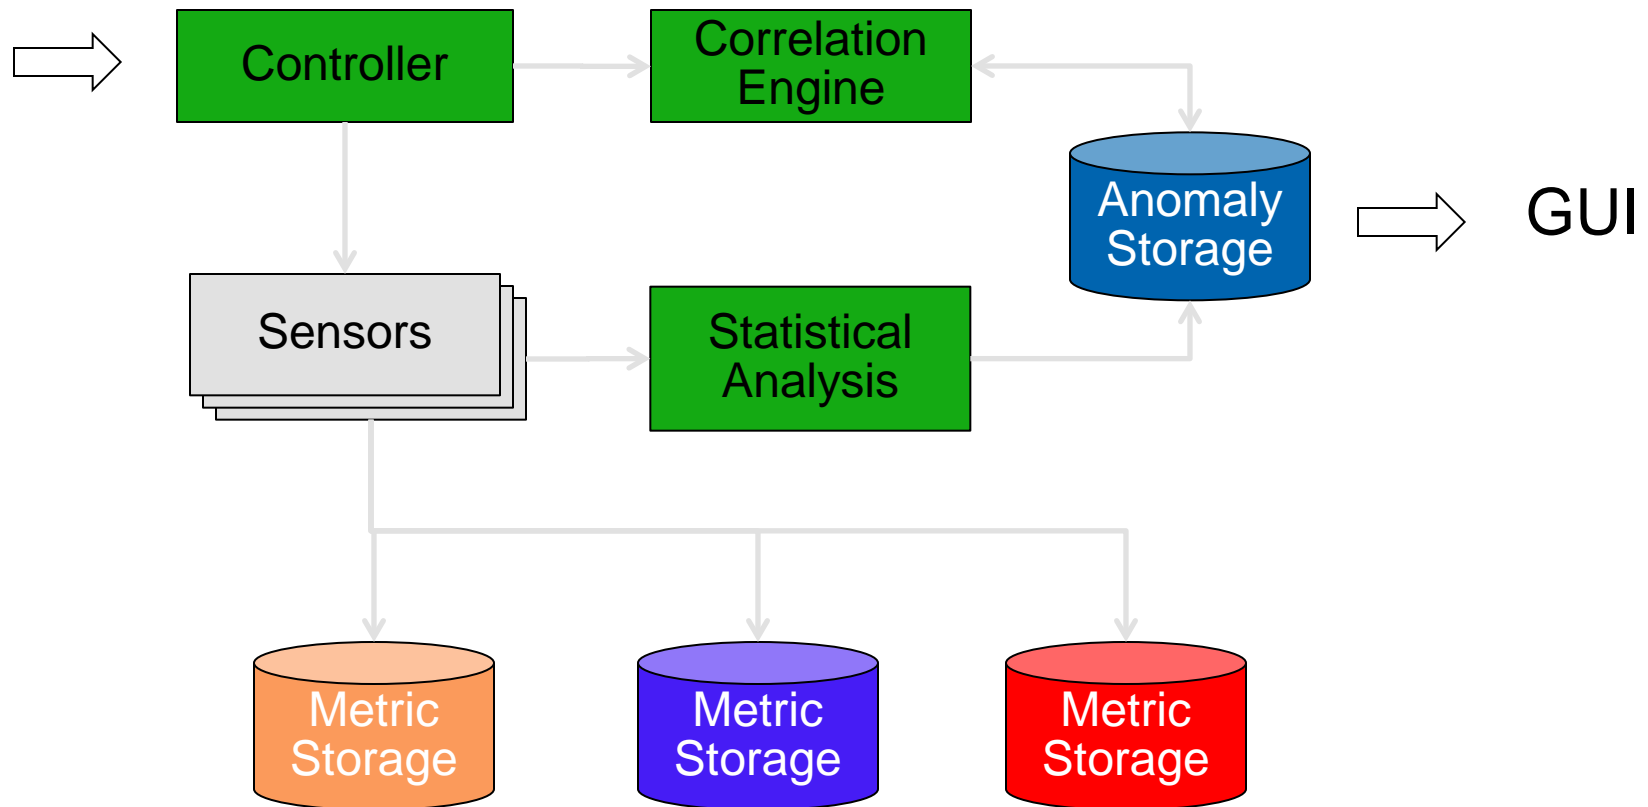 Controller
Correlation
Engine
Anomaly
Storage
GUI
Sensors
Statistical
Analysis
Metric
Storage
Metric
Storage
Metric
Storage